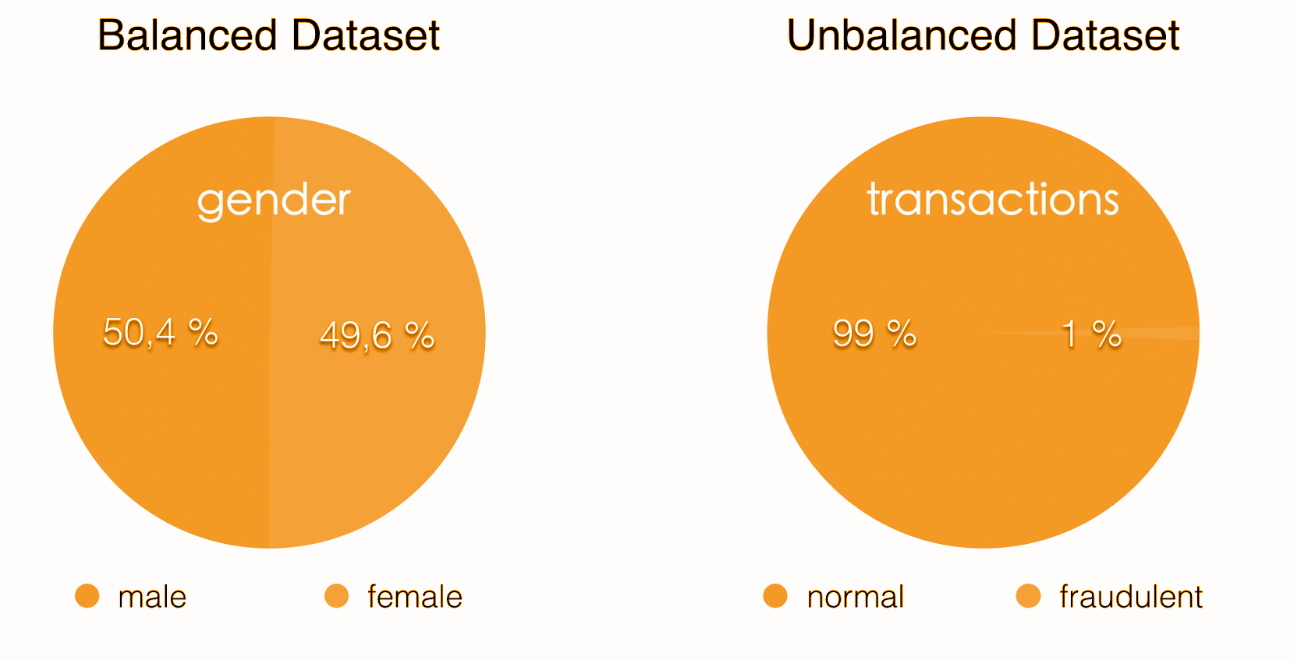 Balanced Dataset
gender
50,4 %
49,6 %
male
female
Unbalanced Dataset
transactions
99 %
1 %
normal
fraudulent